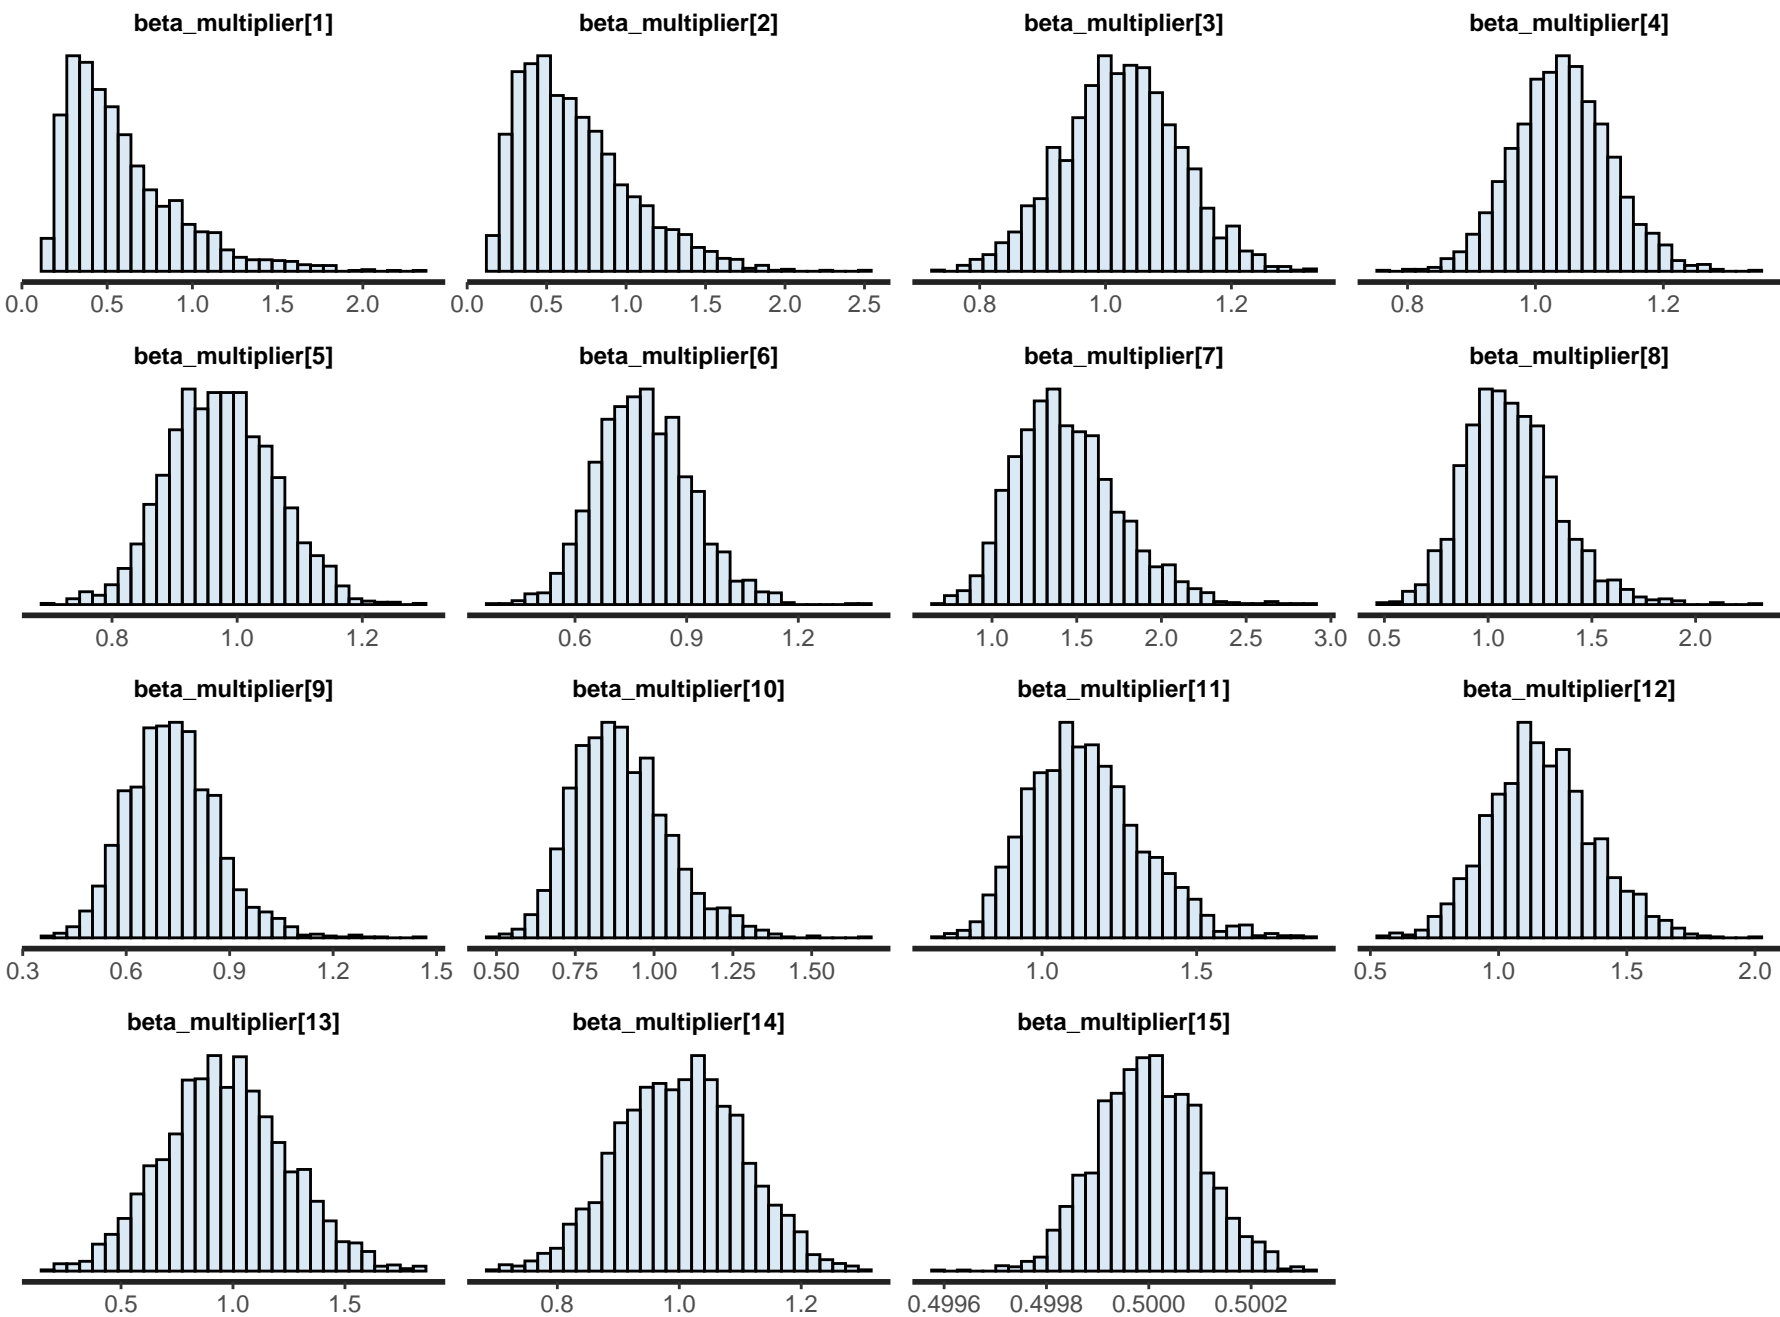 beta_multiplier[1] beta_multiplier[2] beta_multiplier[3] beta_multiplier[4]
0.0 0.5 1.0 1.5 2.0 0.0 0.5 1.0 1.5 2.0 2.5 0.8 1.0 1.2 0.8 1.0 1.2
beta_multiplier[5] beta_multiplier[6] beta_multiplier[7] beta_multiplier[8]
0.8 1.0 1.2 0.6 0.9 1.2 1.0 1.5 2.0 2.5 3.0 0.5 1.0 1.5 2.0
beta_multiplier[9] beta_multiplier[10] beta_multiplier[11] beta_multiplier[12]
0.3 0.6 0.9 1.2 1.5 0.50 0.75 1.00 1.25 1.50 1.0 1.5 0.5 1.0 1.5 2.0
beta_multiplier[13] beta_multiplier[14] beta_multiplier[15]
0.5 1.0 1.5 0.8 1.0 1.2 0.4996 0.4998 0.5000 0.5002